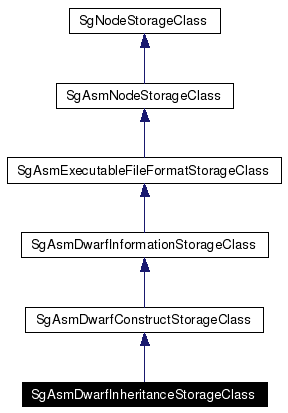 SgNodeStorageClass
SgAsmNodeStorageClass
SgAsmExecutableFileFormatStorageClass
SgAsmDwarfInformationStorageClass
SgAsmDwarfConstructStorageClass
SgAsmDwarfInheritanceStorageClass